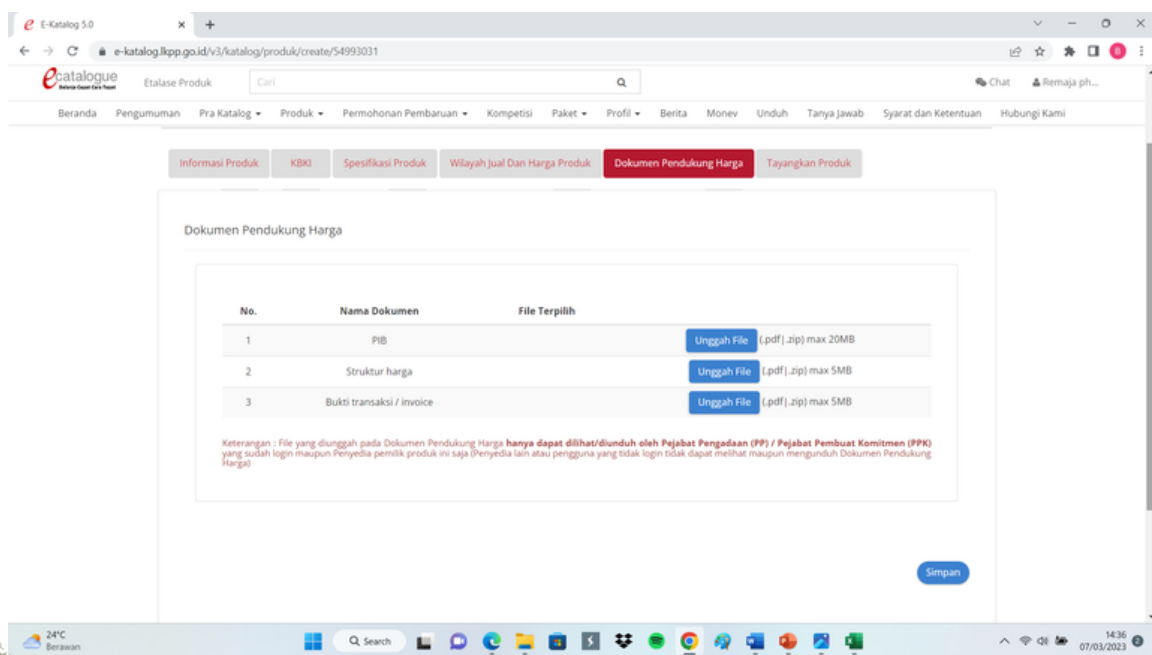 E-Katalog 5.0
e-katalog.lkpp.go.id/v3/katalog/produk/create/54993031
B
ecatalogue Etalase Produk Cari Chat Remaja ph...
Belanja Cepat Cara Tepat
Beranda Pengumuman Pra Katalog Produk Permohonan Pembaruan Kompetisi Paket Profil Berita Monev Unduh Tanya Jawab Syarat dan Ketentuan Hubungi Kami
Informasi Produk KBKI Spesifikasi Produk Wilayah Jual Dan Harga Produk Dokumen Pendukung Harga Tayangkan Produk
Dokumen Pendukung Harga
No. Nama Dokumen File Terpilih
1 PIB Unggah File (.pdf|.zip) max 20MB
2 Struktur harga Unggah File (.pdf|.zip) max 5MB
3 Bukti transaksi / invoice Unggah File (.pdf|.zip) max 5MB
Keterangan : File yang diunggah pada Dokumen Pendukung Harga hanya dapat dilihat/diunduh oleh Pejabat Pengadaan (PP) / Pejabat Pembuat Komitmen (PPK)
yang sudah login maupun Penyedia pemilik produk ini saja (Penyedia lain atau pengguna yang tidak login tidak dapat melihat maupun mengunduh Dokumen Pendukung
Harga)
Simpan
24°C
Berawan
Search
14:36
07/03/2023
2